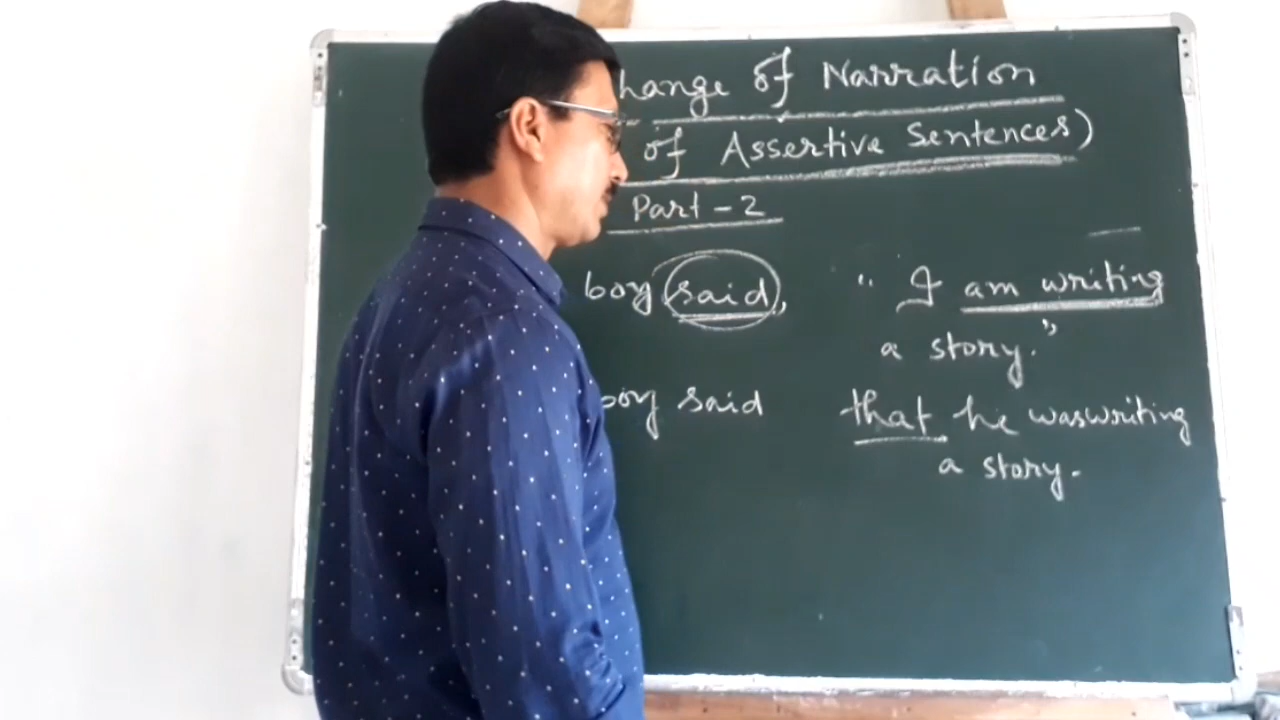 hange of Narration
of Assertive Sentences)
Part - 2
boy said, " I am writing
a story."
boy said that he waswriting
a story.